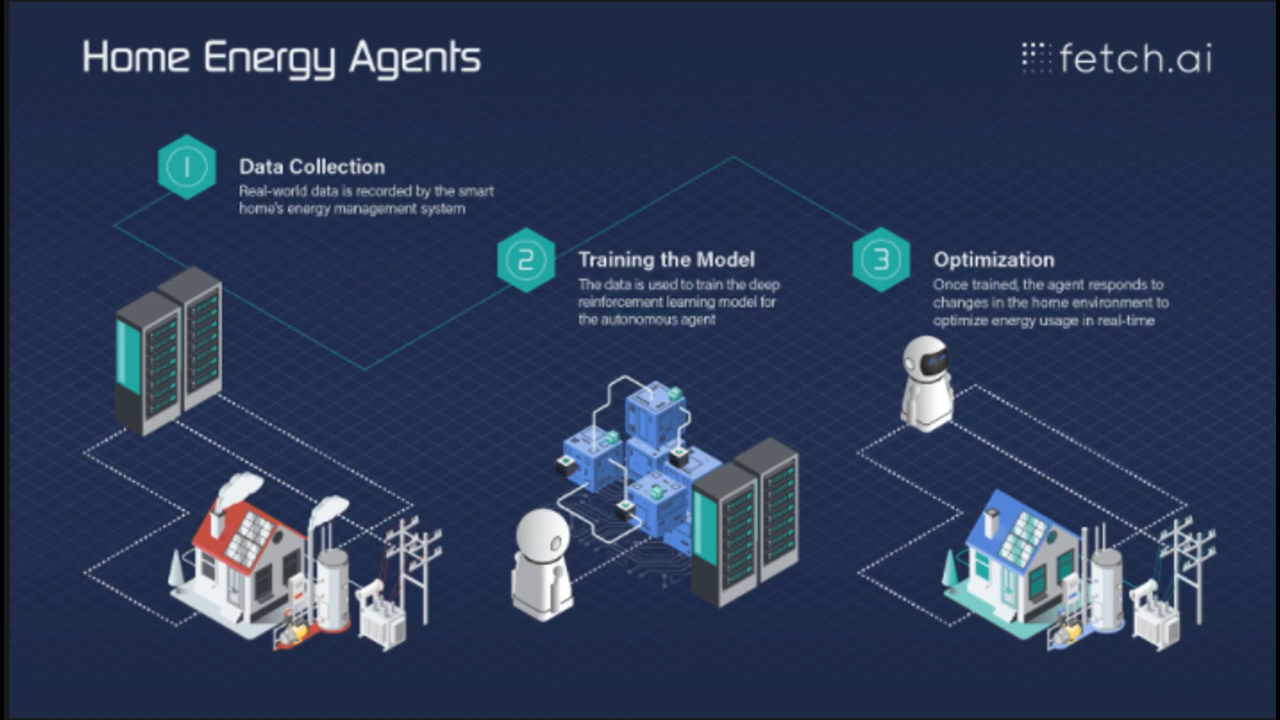 Home Energy Agents
fetch.ai
1
Data Collection
Real-world data is recorded by the smart
home's energy management system
2
Training the Model
The data is used to train the deep
reinforcement learning model for
the autonomous agent
3
Optimization
Once trained, the agent responds to
changes in the home environment to
optimize energy usage in real-time